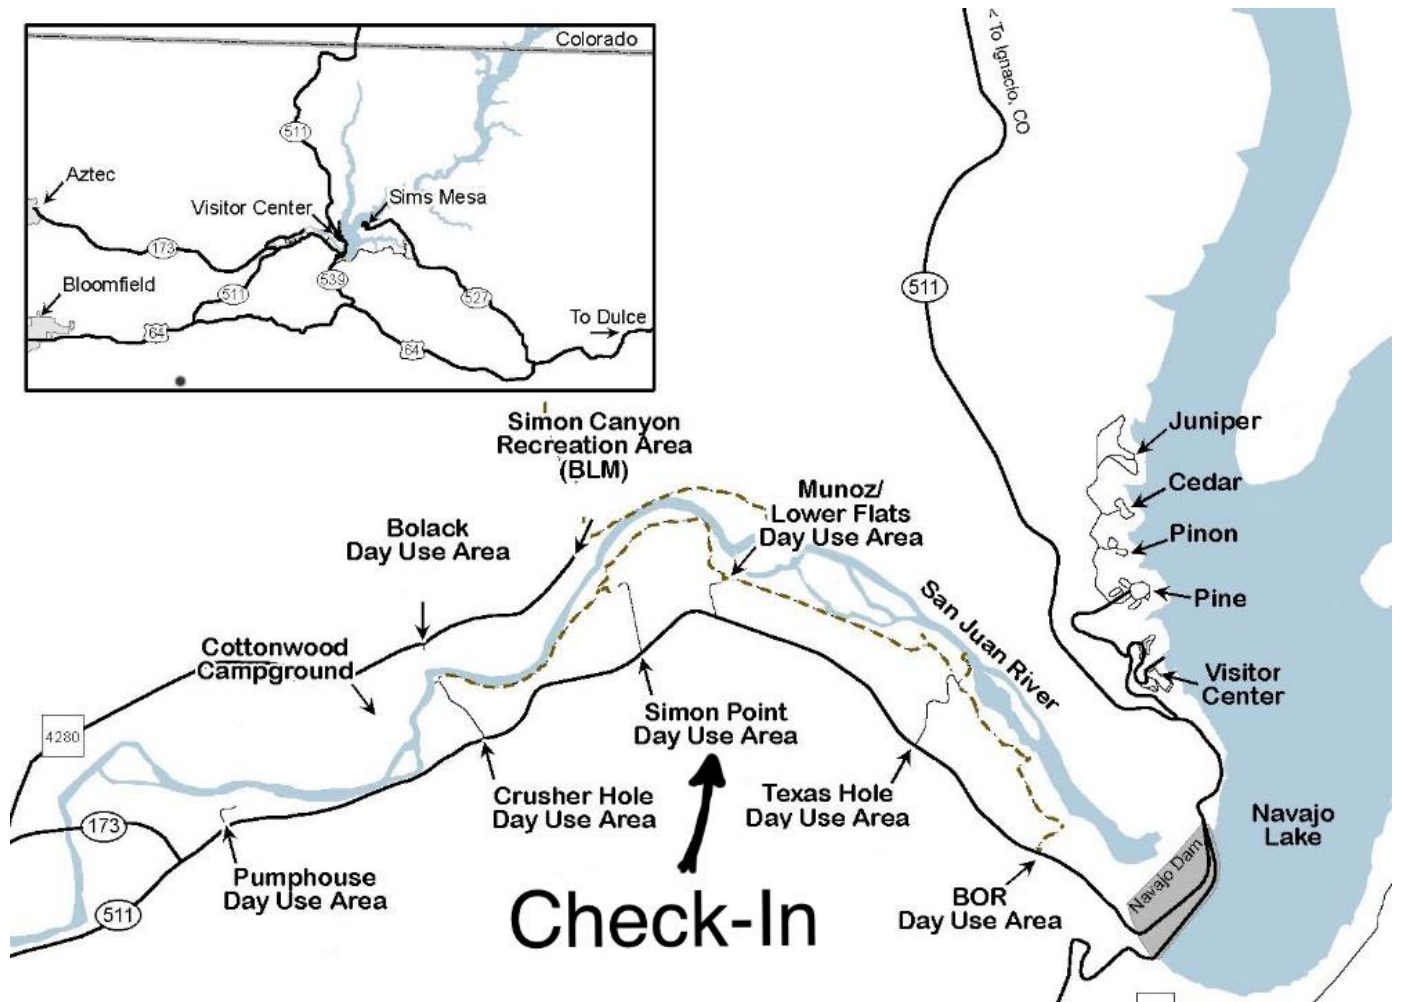 Colorado
511
Aztec
Visitor Center
Sims Mesa
173
Bloomfield
511
539
527
64
64
To Dulce
< To Ignacio, CO
511
Simon Canyon
Recreation Area
(BLM)
Juniper
Cedar
Pinon
Pine
Visitor
Center
Munoz/
Lower Flats
Day Use Area
Bolack
Day Use Area
San Juan River
Cottonwood
Campground
4280
Simon Point
Day Use Area
Crusher Hole
Day Use Area
Texas Hole
Day Use Area
Navajo
Lake
173
Pumphouse
Day Use Area
511
Navajo Dam
BOR
Day Use Area
Check-In